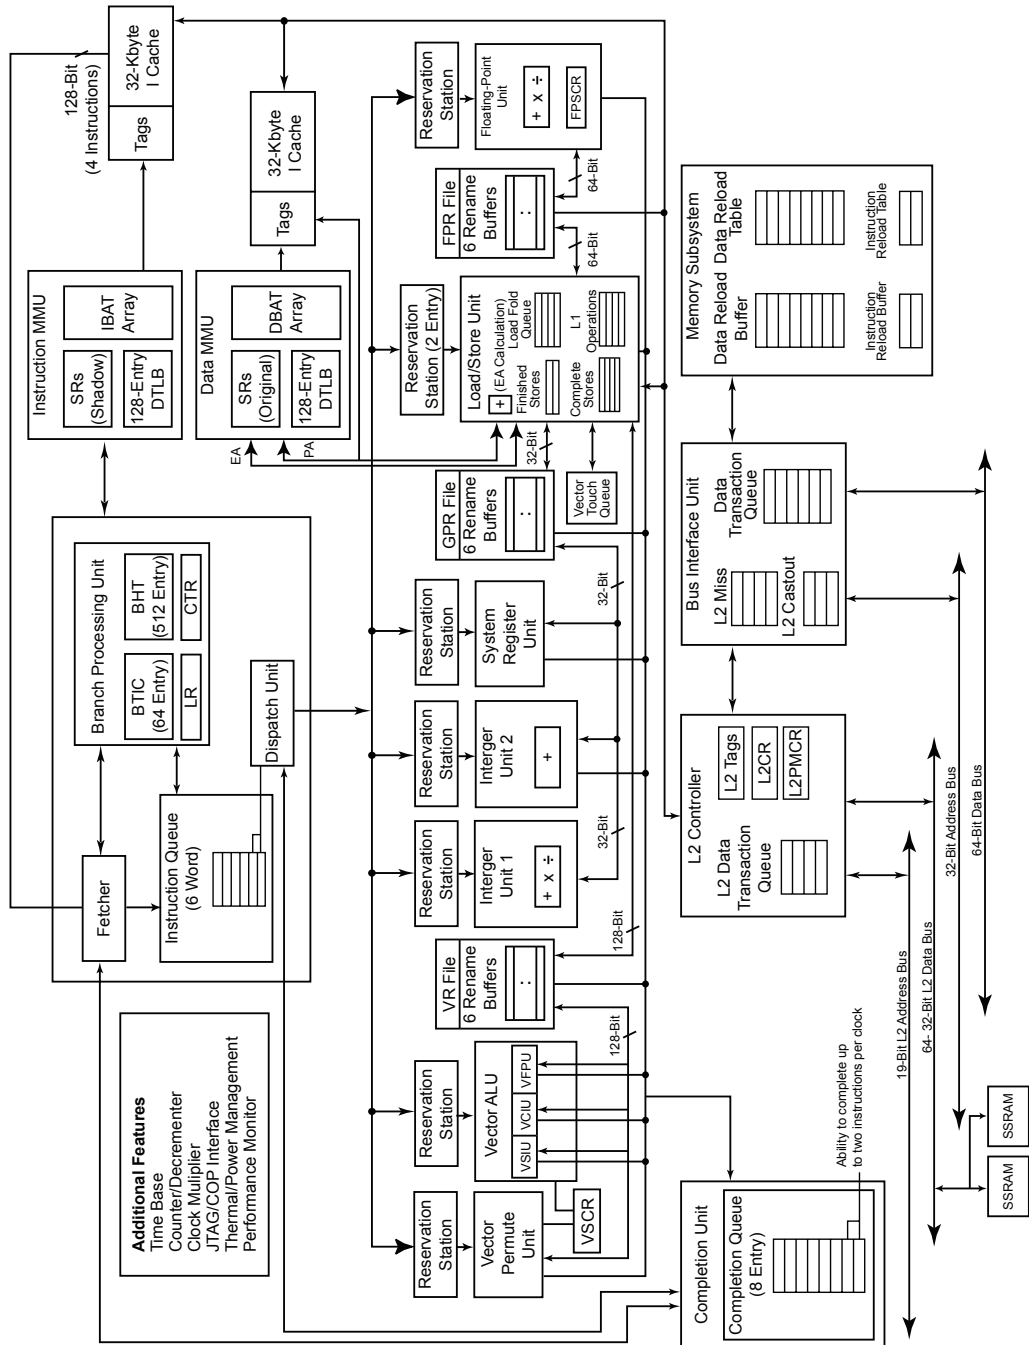 Additional Features
Time Base
Counter/Decrementer
Clock Muliplier
JTAG/COP Interface
Thermal/Power Management
Performance Monitor
Fetcher
Branch Processing Unit
BTIC
(64 Entry)
BHT
(512 Entry)
LR
CTR
Instruction Queue
(6 Word)
Dispatch Unit
Instruction MMU
SRs
(Shadow)
IBAT
Array
128-Entry
DTLB
128-Bit
(4 Instructions)
Tags
32-Kbyte
I Cache
Data MMU
SRs
(Original)
DBAT
Array
128-Entry
DTLB
Tags
32-Kbyte
I Cache
EA
PA
Reservation
Station
Reservation
Station
Reservation
Station
Reservation
Station
Reservation
Station
Reservation
Station (2 Entry)
Reservation
Station
Vector
Permute
Unit
VSCR
Vector ALU
VSIU
VCIU
VFPU
VR File
6 Rename
Buffers
:
Interger
Unit 1
+ x ÷
Interger
Unit 2
+
System
Register
Unit
GPR File
6 Rename
Buffers
:
Vector
Touch
Queue
Load/Store Unit
+
(EA Calculation)
Load Fold
Queue
Finished
Stores
L1
Operations
Complete
Stores
FPR File
6 Rename
Buffers
:
Floating-Point
Unit
+ x ÷
FPSCR
128-Bit
128-Bit
32-Bit
32-Bit
32-Bit
64-Bit
64-Bit
Completion Unit
Completion Queue
(8 Entry)
Ability to complete up
to two instructions per clock
L2 Controller
L2 Data
Transaction
Queue
L2 Tags
L2CR
L2PMCR
Bus Interface Unit
L2 Miss
Data
Transaction
Queue
L2 Castout
Memory Subsystem
Data Reload
Buffer
Data Reload
Table
Instruction
Reload Buffer
Instruction
Reload Table
19-Bit L2 Address Bus
64- 32-Bit L2 Data Bus
32-Bit Address Bus
64-Bit Data Bus
SSRAM
SSRAM